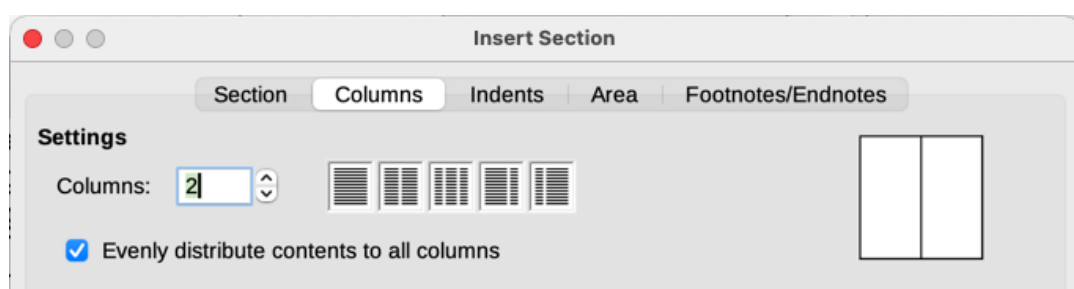 Insert Section
Section Columns Indents Area Footnotes/Endnotes
Settings
Columns: 2
Evenly distribute contents to all columns